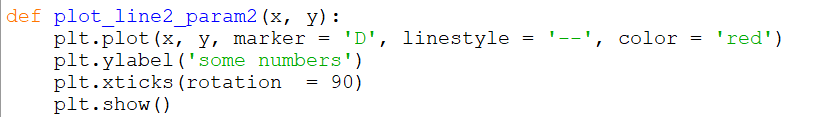 def plot_line2_param2(x, y):
    plt.plot(x, y, marker = 'D', linestyle = '--', color = 'red')
    plt.ylabel('some numbers')
    plt.xticks(rotation  = 90)
    plt.show()